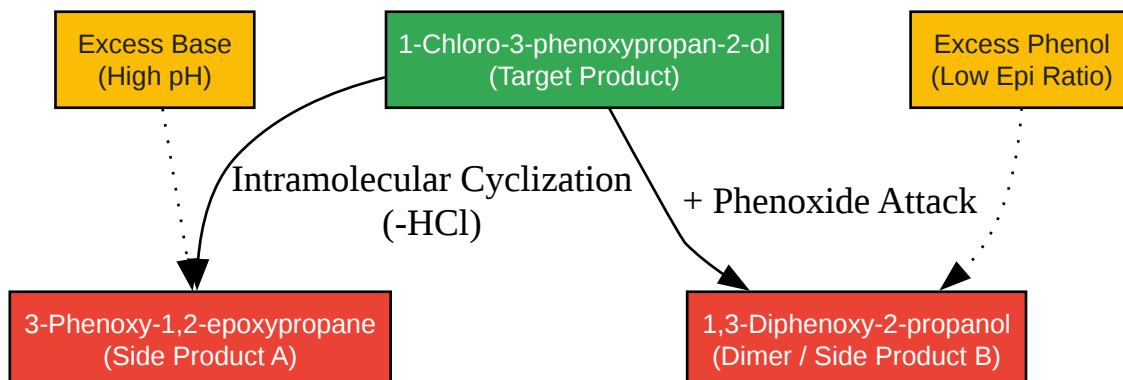 Excess Base
(High pH)
1-Chloro-3-phenoxypropan-2-ol
(Target Product)
Excess Phenol
(Low Epi Ratio)
Intramolecular Cyclization
(-HCl)
+ Phenoxide Attack
3-Phenoxy-1,2-epoxypropane
(Side Product A)
1,3-Diphenoxy-2-propanol
(Dimer / Side Product B)